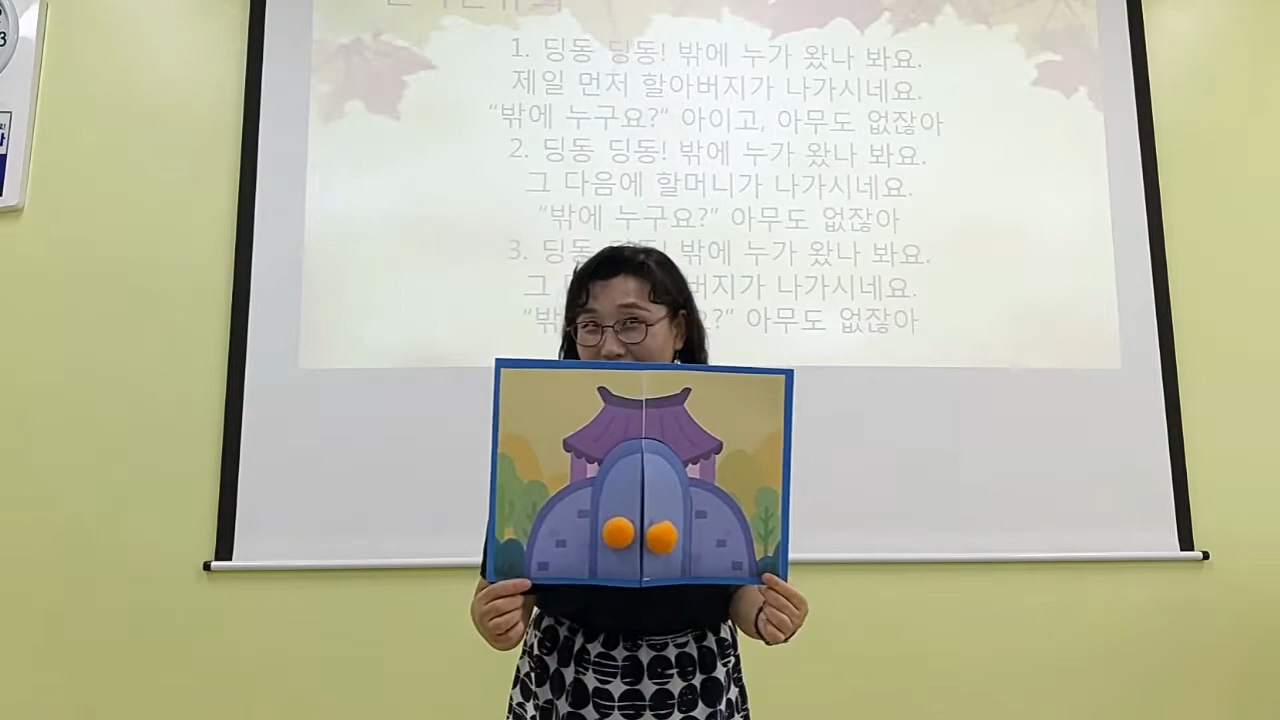 1. 딩동 딩동! 밖에 누가 왔나 봐요.
제일 먼저 할아버지가 나가시네요.
“밖에 누구요?” 아이고, 아무도 없잖아
2. 딩동 딩동! 밖에 누가 왔나 봐요.
그 다음에 할머니가 나가시네요.
“밖에 누구요?” 아무도 없잖아
3. 딩동 딩동! 밖에 누가 왔나 봐요.
그 버지가 나가시네요.
“밖 ?” 아무도 없잖아